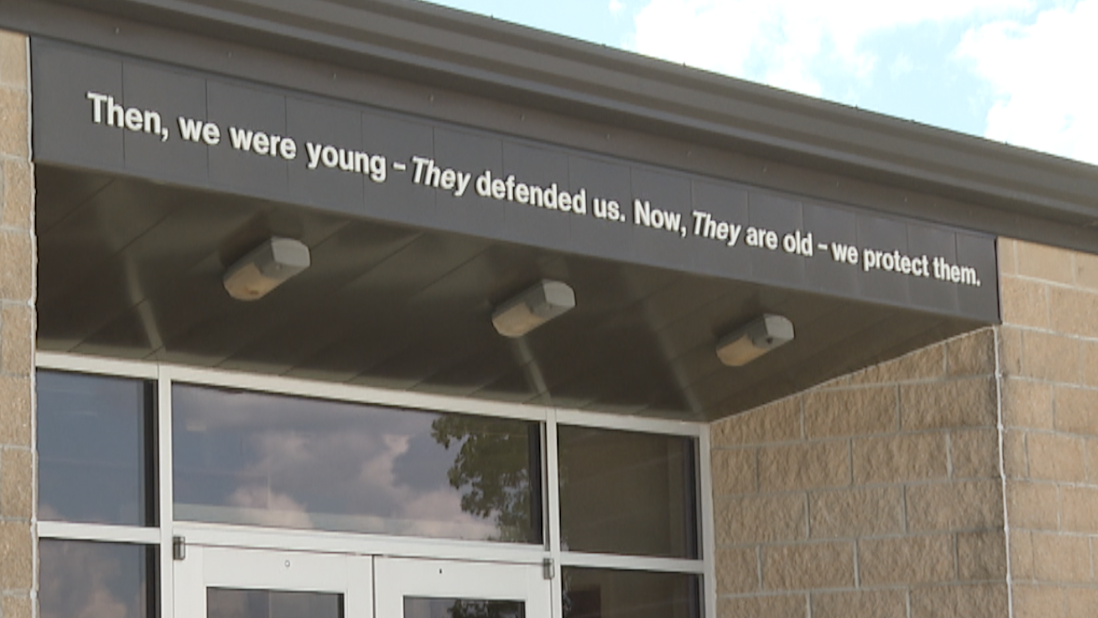 Then, we were young – They defended us. Now, They are old – we protect them.